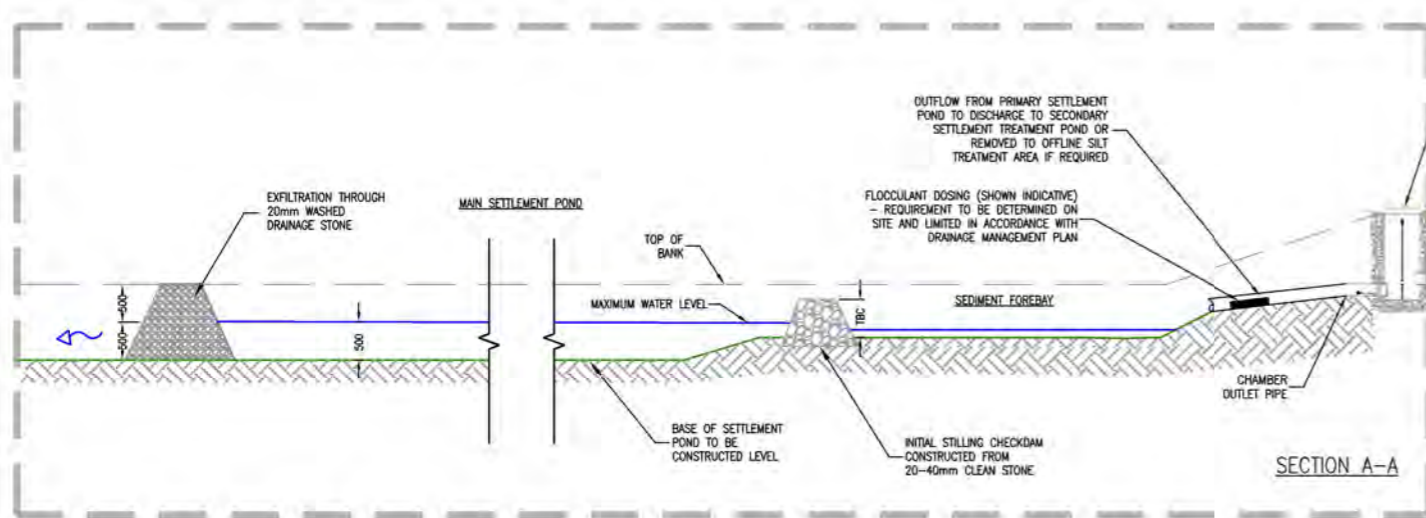 OUTFLOW FROM PRIMARY SETTLEMENT
POND TO DISCHARGE TO SECONDARY
SETTLEMENT TREATMENT POND OR
REMOVED TO OFFLINE SILT
TREATMENT AREA IF REQUIRED
EXFILTRATION THROUGH
20mm WASHED
DRAINAGE STONE
MAIN SETTLEMENT POND
FLOCCULANT DOSING (SHOWN INDICATIVE)
- REQUIREMENT TO BE DETERMINED ON
SITE AND LIMITED IN ACCORDANCE WITH
DRAINAGE MANAGEMENT PLAN
TOP OF
BANK
500
MAXIMUM WATER LEVEL
TBC
SEDIMENT FOREBAY
500
500
CHAMBER
OUTLET PIPE
BASE OF SETTLEMENT
POND TO BE
CONSTRUCTED LEVEL
INITIAL STILLING CHECKDAM
CONSTRUCTED FROM
20-40mm CLEAN STONE
SECTION A-A